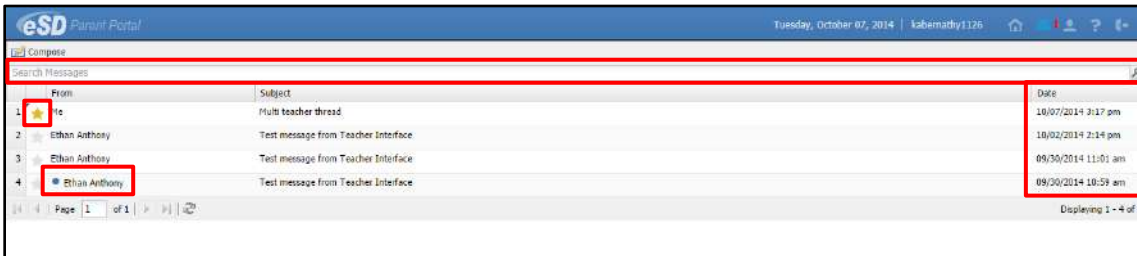 eSD Parent Portal
Tuesday, October 07, 2014 | kabernathy1126
?
Compose
Search Messages
From Subject Date
1 Me Multi teacher thread 10/07/2014 3:17 pm
2 Ethan Anthony Test message from Teacher Interface 10/02/2014 2:14 pm
3 Ethan Anthony Test message from Teacher Interface 09/30/2014 11:01 am
4 Ethan Anthony Test message from Teacher Interface 09/30/2014 10:59 am
Page 1 of 1 Displaying 1 - 4 of